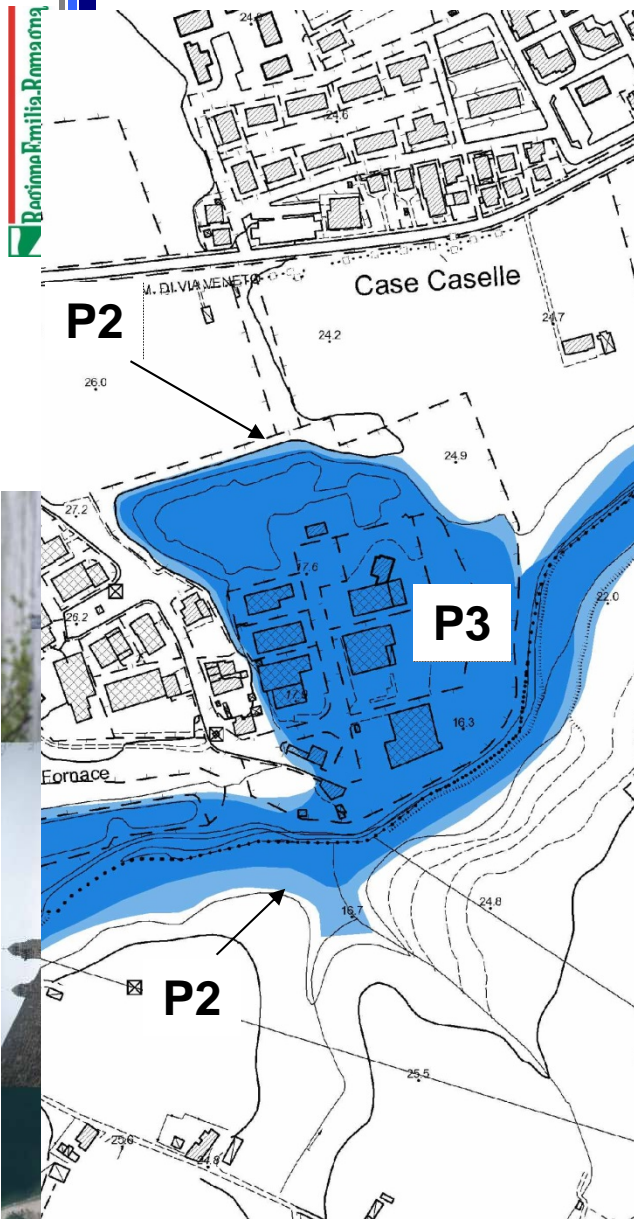 RegioneEmilia-Romagna
24.6
V. DI VIA VENETO
Case Caselle
P2
24.2
24.7
26.0
24.9
27.2
17.6
22.0
26.2
P3
16.3
Fornace
24.8
16.7
P2
25.5
24.8